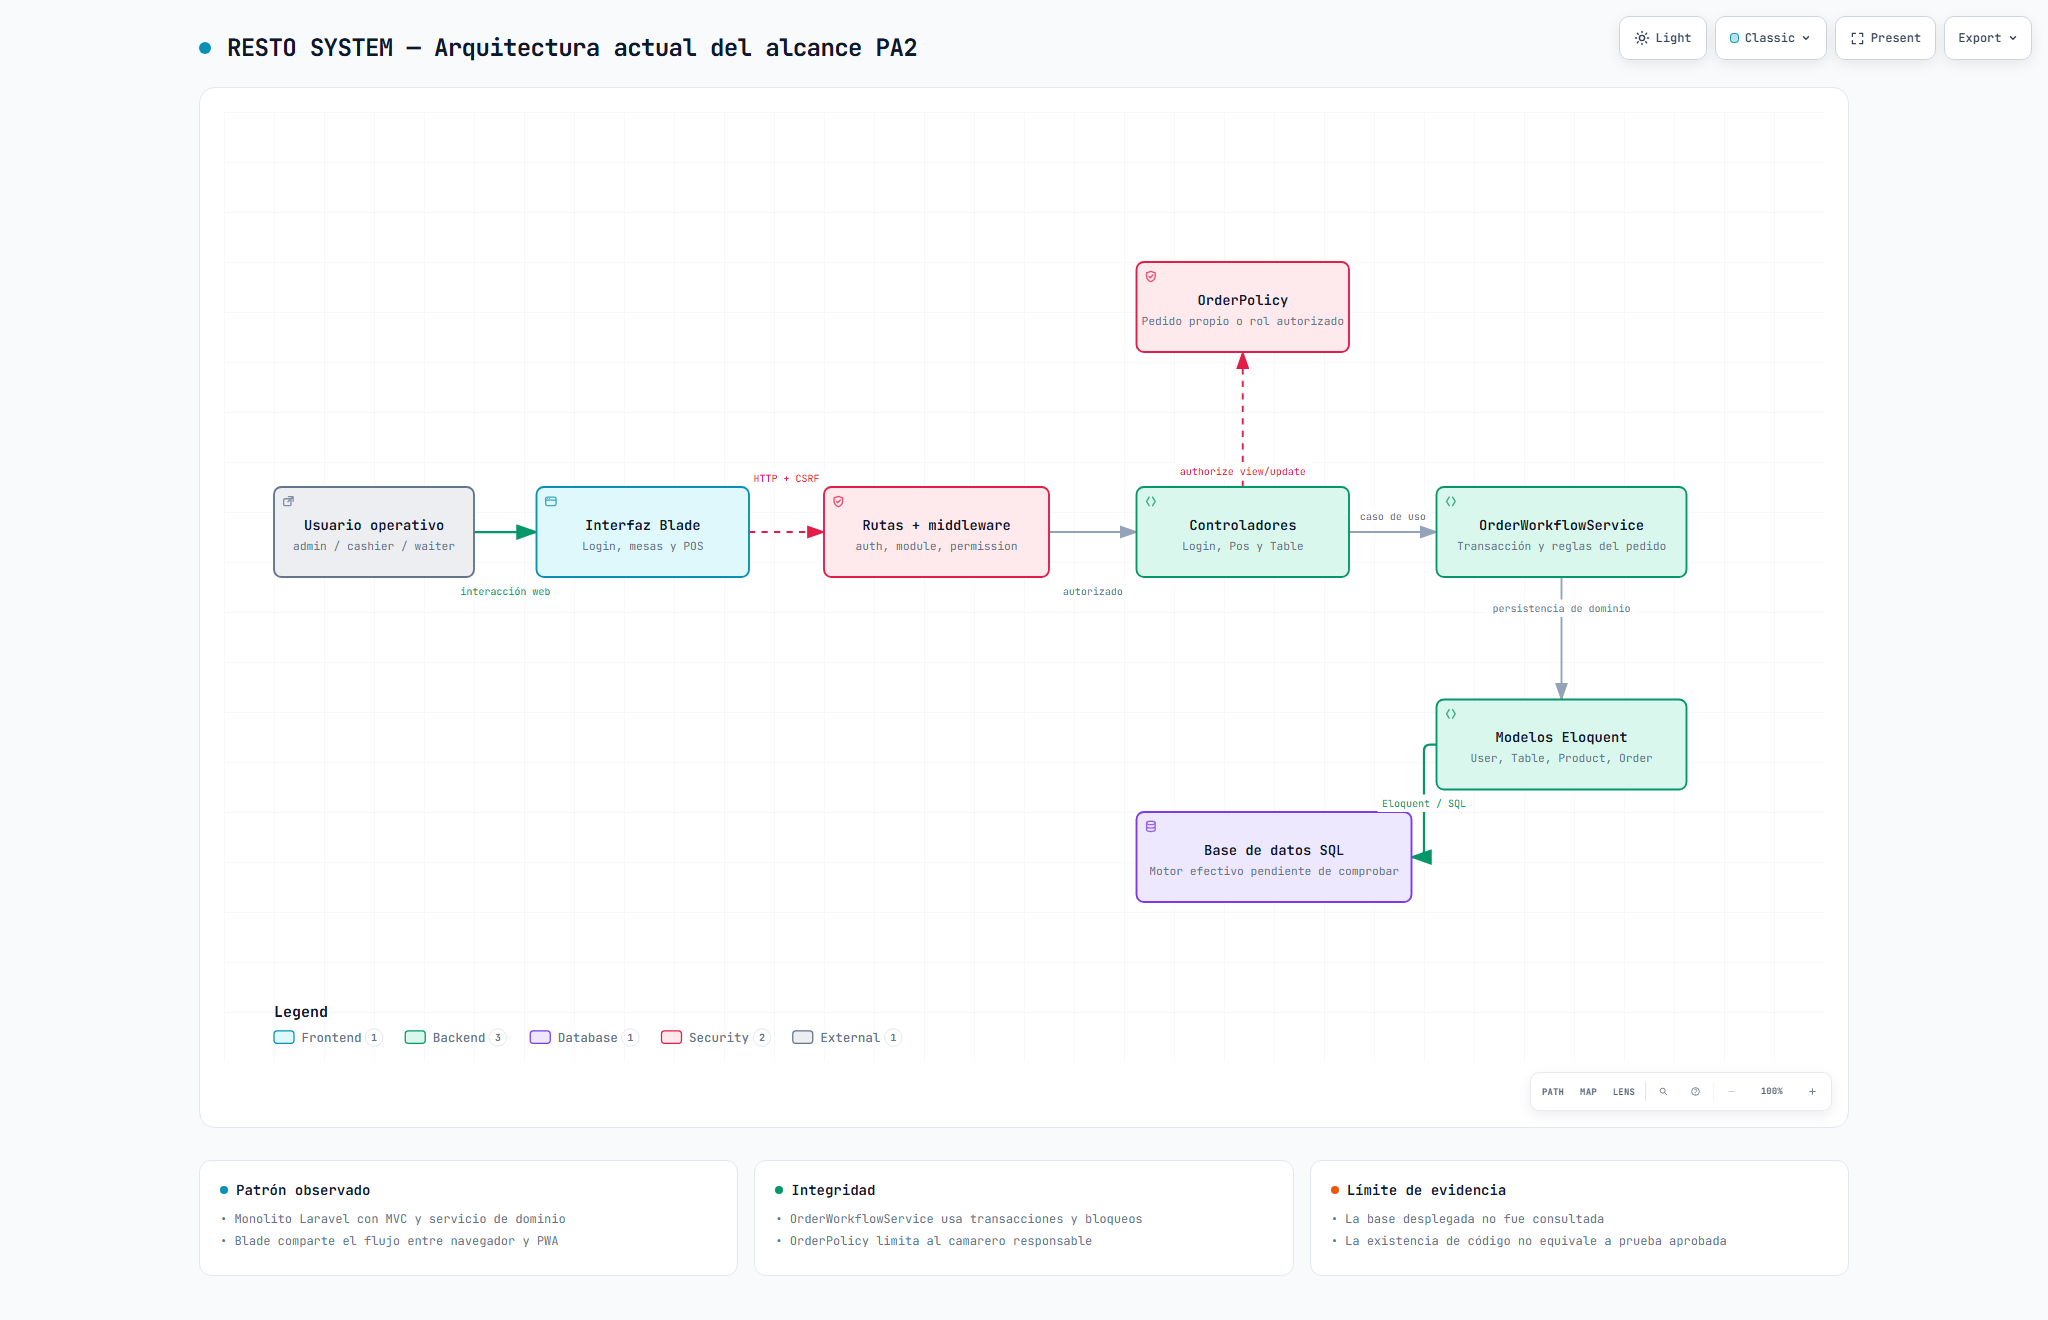 RESTO SYSTEM — Arquitectura actual del alcance PA2
Light
Classic
Present
Export
OrderPolicy
Pedido propio o rol autorizado
authorize view/update
HTTP + CSRF
Usuario operativo
admin / cashier / waiter
Interfaz Blade
Login, mesas y POS
Rutas + middleware
auth, module, permission
Controladores
Login, Pos y Table
caso de uso
OrderWorkflowService
Transacción y reglas del pedido
interacción web
autorizado
persistencia de dominio
Modelos Eloquent
User, Table, Product, Order
Eloquent / SQL
Base de datos SQL
Motor efectivo pendiente de comprobar
Legend
Frontend 1
Backend 3
Database 1
Security 2
External 1
PATH MAP LENS − 100% +
Patrón observado
• Monolito Laravel con MVC y servicio de dominio
• Blade comparte el flujo entre navegador y PWA
Integridad
• OrderWorkflowService usa transacciones y bloqueos
• OrderPolicy limita al camarero responsable
Límite de evidencia
• La base desplegada no fue consultada
• La existencia de código no equivale a prueba aprobada